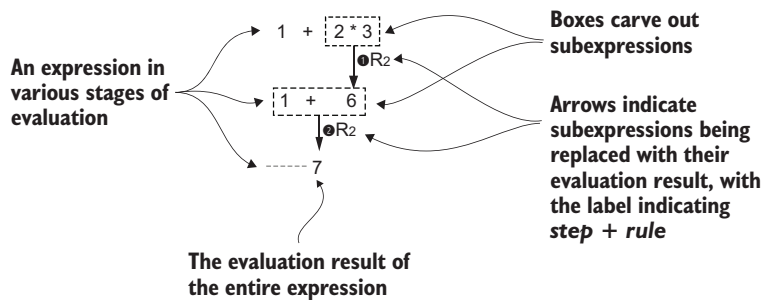 1 + 2 * 3
Boxes carve out
subexpressions
❶R2
An expression in
various stages of
evaluation
1 + 6
Arrows indicate
subexpressions being
replaced with their
evaluation result, with
the label indicating
step + rule
❷R2
7
The evaluation result of
the entire expression